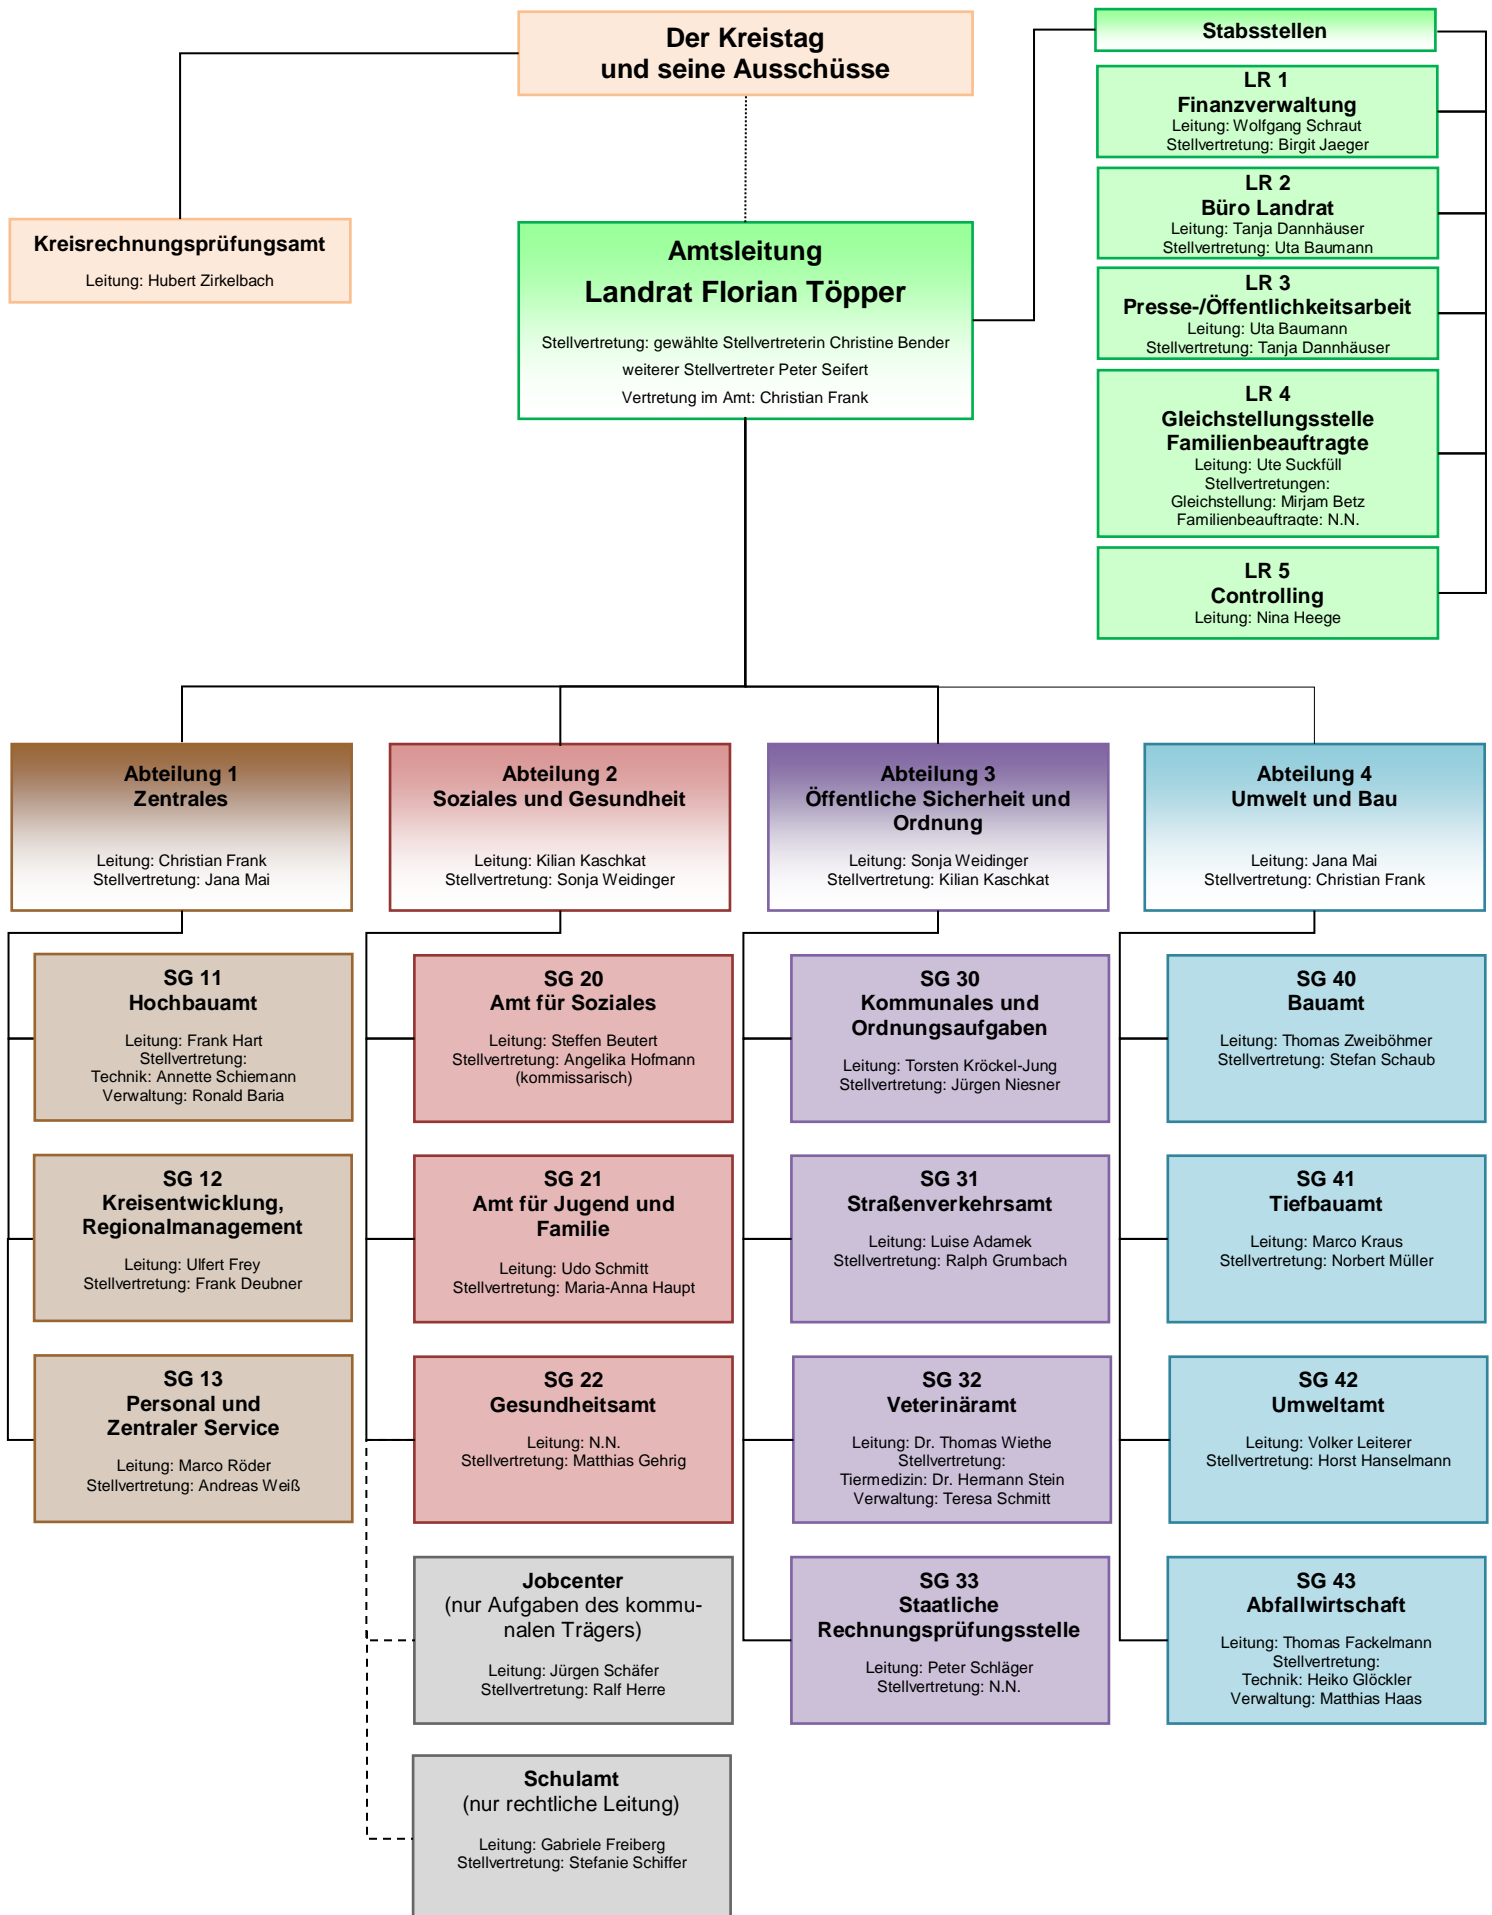 Der Kreistag
und seine Ausschüsse
Kreisrechnungsprüfungsamt
Leitung: Hubert Zirkelbach
Amtsleitung
Landrat Florian Töpper
Stellvertretung: gewählte Stellvertreterin Christine Bender
weiterer Stellvertreter Peter Seifert
Vertretung im Amt: Christian Frank
Stabsstellen
LR 1
Finanzverwaltung
Leitung: Wolfgang Schraut
Stellvertretung: Birgit Jaeger
LR 2
Büro Landrat
Leitung: Tanja Dannhäuser
Stellvertretung: Uta Baumann
LR 3
Presse-/Öffentlichkeitsarbeit
Leitung: Uta Baumann
Stellvertretung: Tanja Dannhäuser
LR 4
Gleichstellungsstelle
Familienbeauftragte
Leitung: Ute Suckfüll
Stellvertretungen:
Gleichstellung: Mirjam Betz
Familienbeauftragte: N.N.
LR 5
Controlling
Leitung: Nina Heege
Abteilung 1
Zentrales
Leitung: Christian Frank
Stellvertretung: Jana Mai
SG 11
Hochbauamt
Leitung: Frank Hart
Stellvertretung:
Technik: Annette Schiemann
Verwaltung: Ronald Baria
SG 12
Kreisentwicklung,
Regionalmanagement
Leitung: Ulfert Frey
Stellvertretung: Frank Deubner
SG 13
Personal und
Zentraler Service
Leitung: Marco Röder
Stellvertretung: Andreas Weiß
Abteilung 2
Soziales und Gesundheit
Leitung: Kilian Kaschkat
Stellvertretung: Sonja Weidinger
SG 20
Amt für Soziales
Leitung: Steffen Beutert
Stellvertretung: Angelika Hofmann
(kommissarisch)
SG 21
Amt für Jugend und
Familie
Leitung: Udo Schmitt
Stellvertretung: Maria-Anna Haupt
SG 22
Gesundheitsamt
Leitung: N.N.
Stellvertretung: Matthias Gehrig
Jobcenter
(nur Aufgaben des kommu-
nalen Trägers)
Leitung: Jürgen Schäfer
Stellvertretung: Ralf Herre
Schulamt
(nur rechtliche Leitung)
Leitung: Gabriele Freiberg
Stellvertretung: Stefanie Schiffer
Abteilung 3
Öffentliche Sicherheit und
Ordnung
Leitung: Sonja Weidinger
Stellvertretung: Kilian Kaschkat
SG 30
Kommunales und
Ordnungsaufgaben
Leitung: Torsten Kröckel-Jung
Stellvertretung: Jürgen Niesner
SG 31
Straßenverkehrsamt
Leitung: Luise Adamek
Stellvertretung: Ralph Grumbach
SG 32
Veterinäramt
Leitung: Dr. Thomas Wiethe
Stellvertretung:
Tiermedizin: Dr. Hermann Stein
Verwaltung: Teresa Schmitt
SG 33
Staatliche
Rechnungsprüfungsstelle
Leitung: Peter Schläger
Stellvertretung: N.N.
Abteilung 4
Umwelt und Bau
Leitung: Jana Mai
Stellvertretung: Christian Frank
SG 40
Bauamt
Leitung: Thomas Zweiböhmer
Stellvertretung: Stefan Schaub
SG 41
Tiefbauamt
Leitung: Marco Kraus
Stellvertretung: Norbert Müller
SG 42
Umweltamt
Leitung: Volker Leiterer
Stellvertretung: Horst Hanselmann
SG 43
Abfallwirtschaft
Leitung: Thomas Fackelmann
Stellvertretung:
Technik: Heiko Glöckler
Verwaltung: Matthias Haas